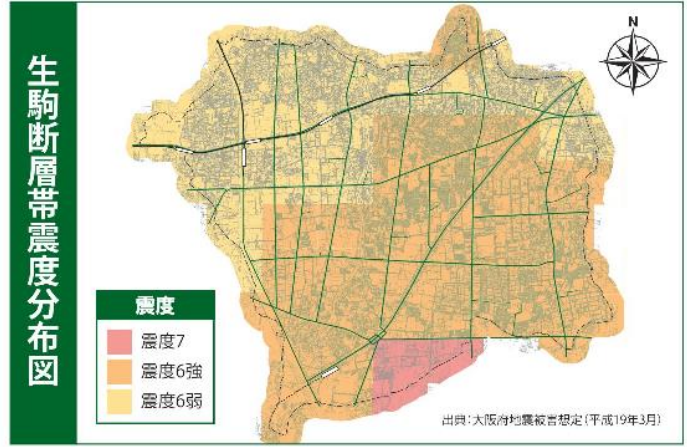 生駒断層帯震度分布図
N
震度
震度7
震度6強
震度6弱
出典:大阪府地震被害想定(平成19年3月)